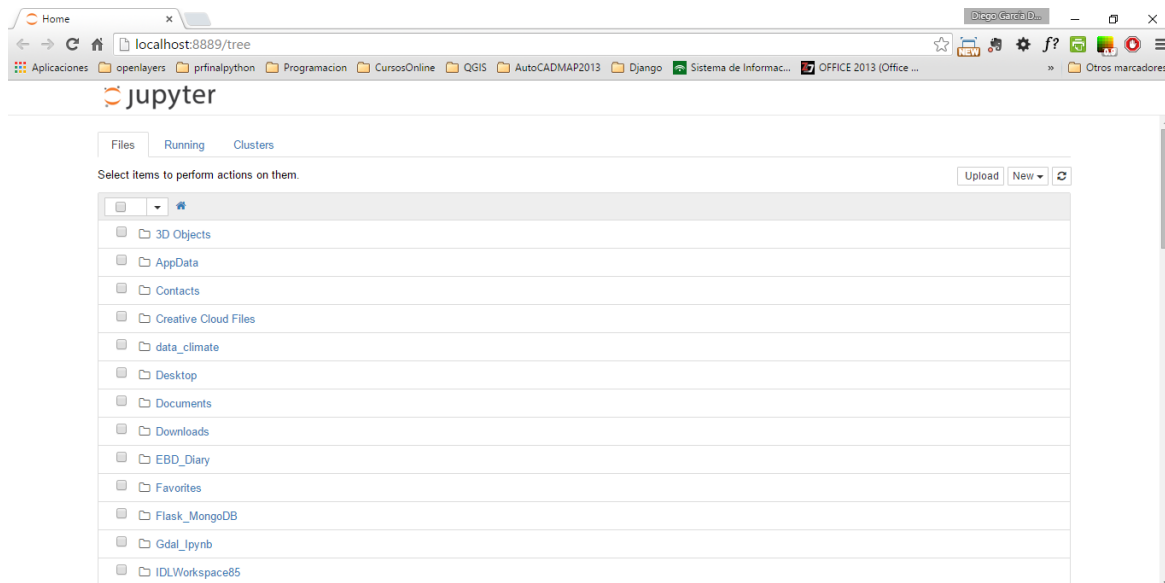 Home
Diego García D...
localhost:8889/tree
NEW
f?
Aplicaciones openlayers prfinalpython Programacion CursosOnline QGIS AutoCADMAP2013 Django Sistema de Informac... OFFICE 2013 (Office ... » Otros marcadores
jupyter
Files Running Clusters
Select items to perform actions on them.
Upload New
3D Objects
AppData
Contacts
Creative Cloud Files
data_climate
Desktop
Documents
Downloads
EBD_Diary
Favorites
Flask_MongoDB
Gdal_Ipynb
IDLWorkspace85